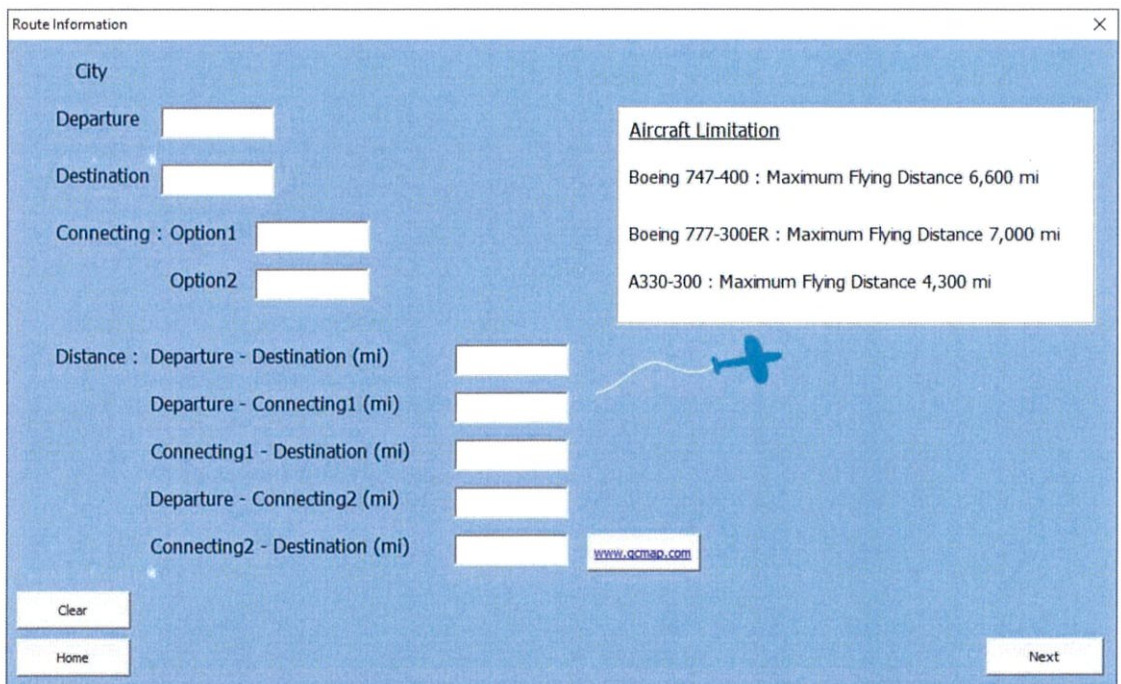 Route Information
City
Departure
Destination
Connecting : Option1
Option2
Aircraft Limitation
Boeing 747-400 : Maximum Flying Distance 6,600 mi
Boeing 777-300ER : Maximum Flying Distance 7,000 mi
A330-300 : Maximum Flying Distance 4,300 mi
Distance : Departure - Destination (mi)
Departure - Connecting1 (mi)
Connecting1 - Destination (mi)
Departure - Connecting2 (mi)
Connecting2 - Destination (mi)
www.gcmap.com
Clear
Home
Next